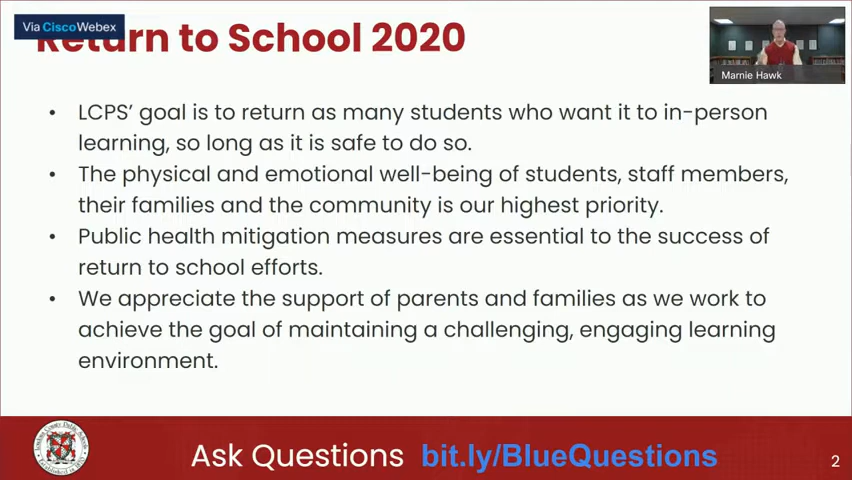 Via Cisco Webex
Return to School 2020
Marnie Hawk
• LCPS' goal is to return as many students who want it to in-person
learning, so long as it is safe to do so.
• The physical and emotional well-being of students, staff members,
their families and the community is our highest priority.
• Public health mitigation measures are essential to the success of
return to school efforts.
• We appreciate the support of parents and families as we work to
achieve the goal of maintaining a challenging, engaging learning
environment.
Ask Questions bit.ly/BlueQuestions
2